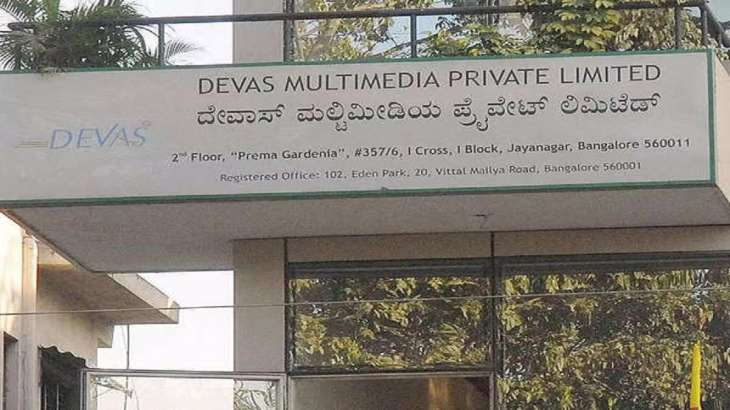 DEVAS MULTIMEDIA PRIVATE LIMITED
ದೇವಾಸ್ ಮಲ್ಟಿಮೀಡಿಯ ಪ್ರೈವೇಟ್ ಲಿಮಿಟೆಡ್
DEVAS
2nd Floor, "Prema Gardenia", #357/6, I Cross, I Block, Jayanagar, Bangalore 560011
Registered Office: 102, Eden Park, 20, Vittal Mallya Road, Bangalore 560001